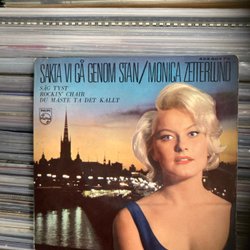 SAKTA VI GÅ GENOM STAN/MONICA ZETTERLUND
SÄG TYST
ROCKIN' CHAIR
DU MÅSTE TA DET KALLT
PHILIPS